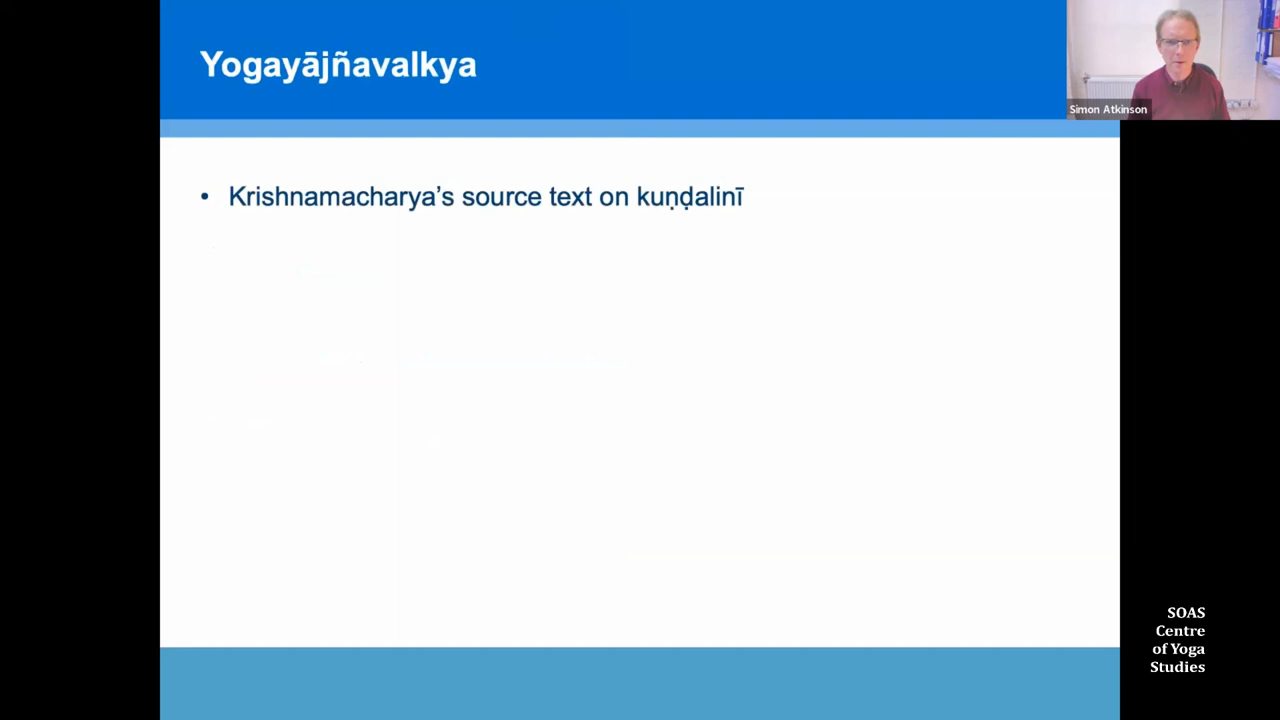 Yogayājñavalkya
Simon Atkinson
• Krishnamacharya’s source text on kuṇḍalinī
SOAS
Centre
of Yoga
Studies